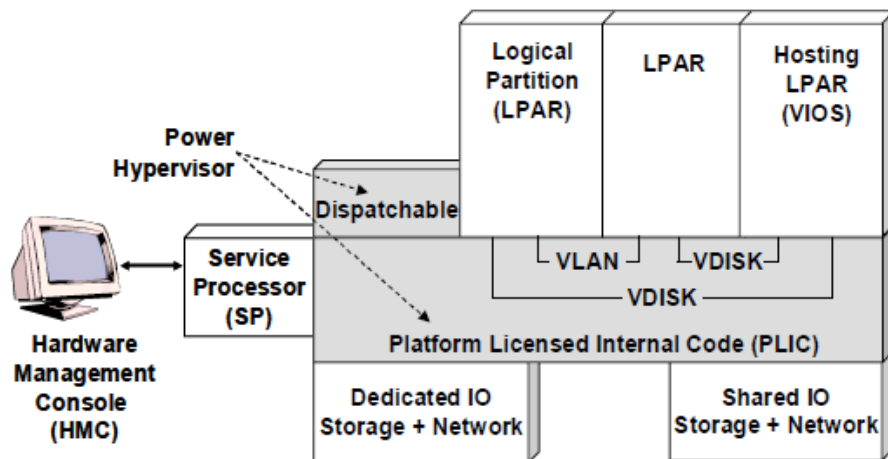 Logical
Partition
(LPAR)
LPAR
Hosting
LPAR
(VIOS)
Power
Hypervisor
Dispatchable
Service
Processor
(SP)
VLAN
VDISK
VDISK
Platform Licensed Internal Code (PLIC)
Hardware
Management
Console
(HMC)
Dedicated IO
Storage + Network
Shared IO
Storage + Network